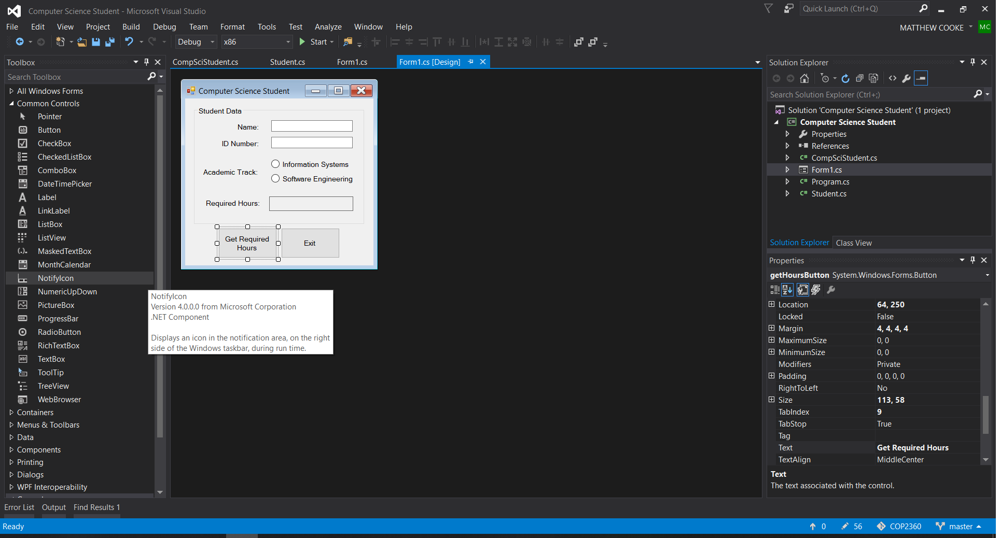 Computer Science Student - Microsoft Visual Studio
Quick Launch (Ctrl+Q)
File Edit View Project Build Debug Team Format Tools Test Analyze Window Help
MATTHEW COOKE MC
Debug x86 Start
Toolbox
Search Toolbox
All Windows Forms
Common Controls
Pointer
Button
CheckBox
CheckedListBox
ComboBox
DateTimePicker
Label
LinkLabel
ListBox
ListView
MaskedTextBox
MonthCalendar
NotifyIcon
NumericUpDown
PictureBox
ProgressBar
RadioButton
RichTextBox
TextBox
ToolTip
TreeView
WebBrowser
Containers
Menus & Toolbars
Data
Components
Printing
Dialogs
WPF Interoperability
CompSciStudent.cs Student.cs Form1.cs Form1.cs [Design]
Computer Science Student
Student Data
Name:
ID Number:
Academic Track:
Information Systems
Software Engineering
Required Hours:
Get Required
Hours
Exit
NotifyIcon
Version 4.0.0.0 from Microsoft Corporation
.NET Component
Displays an icon in the notification area, on the right
side of the Windows taskbar, during run time.
Solution Explorer
Search Solution Explorer (Ctrl+;)
Solution 'Computer Science Student' (1 project)
Computer Science Student
Properties
References
CompSciStudent.cs
Form1.cs
Program.cs
Student.cs
Solution Explorer Class View
Properties
getHoursButton System.Windows.Forms.Button
Location 64, 250
Locked False
Margin 4, 4, 4, 4
MaximumSize 0, 0
MinimumSize 0, 0
Modifiers Private
Padding 0, 0, 0, 0
RightToLeft No
Size 113, 58
TabIndex 9
TabStop True
Tag
Text Get Required Hours
TextAlign MiddleCenter
Text
The text associated with the control.
Error List Output Find Results 1
Ready
0 56 COP2360 master